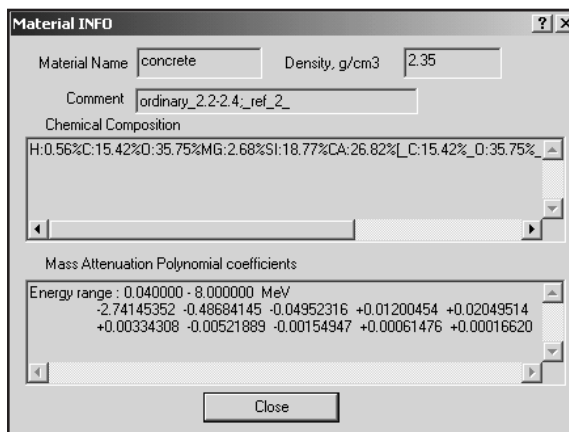 Material INFO
Material Name concrete Density, g/cm3 2.35
Comment ordinary_2.2-2.4;_ref_2_
Chemical Composition
H:0.56%C:15.42%O:35.75%MG:2.68%SI:18.77%CA:26.82%[_C:15.42%_O:35.75%_
Mass Attenuation Polynomial coefficients
Energy range : 0.040000 - 8.000000 MeV
-2.74145352 -0.48684145 -0.04952316 +0.01200454 +0.02049514
+0.00334308 -0.00521889 -0.00154947 +0.00061476 +0.00016620
Close